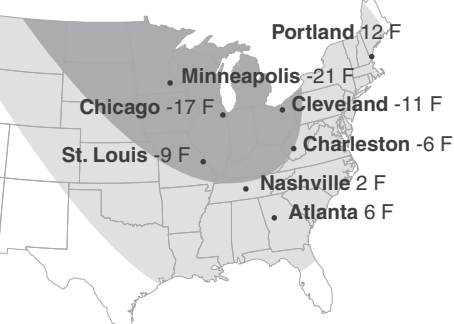 Portland 12 F
Minneapolis -21 F
Chicago -17 F
Cleveland -11 F
Charleston -6 F
St. Louis -9 F
Nashville 2 F
Atlanta 6 F